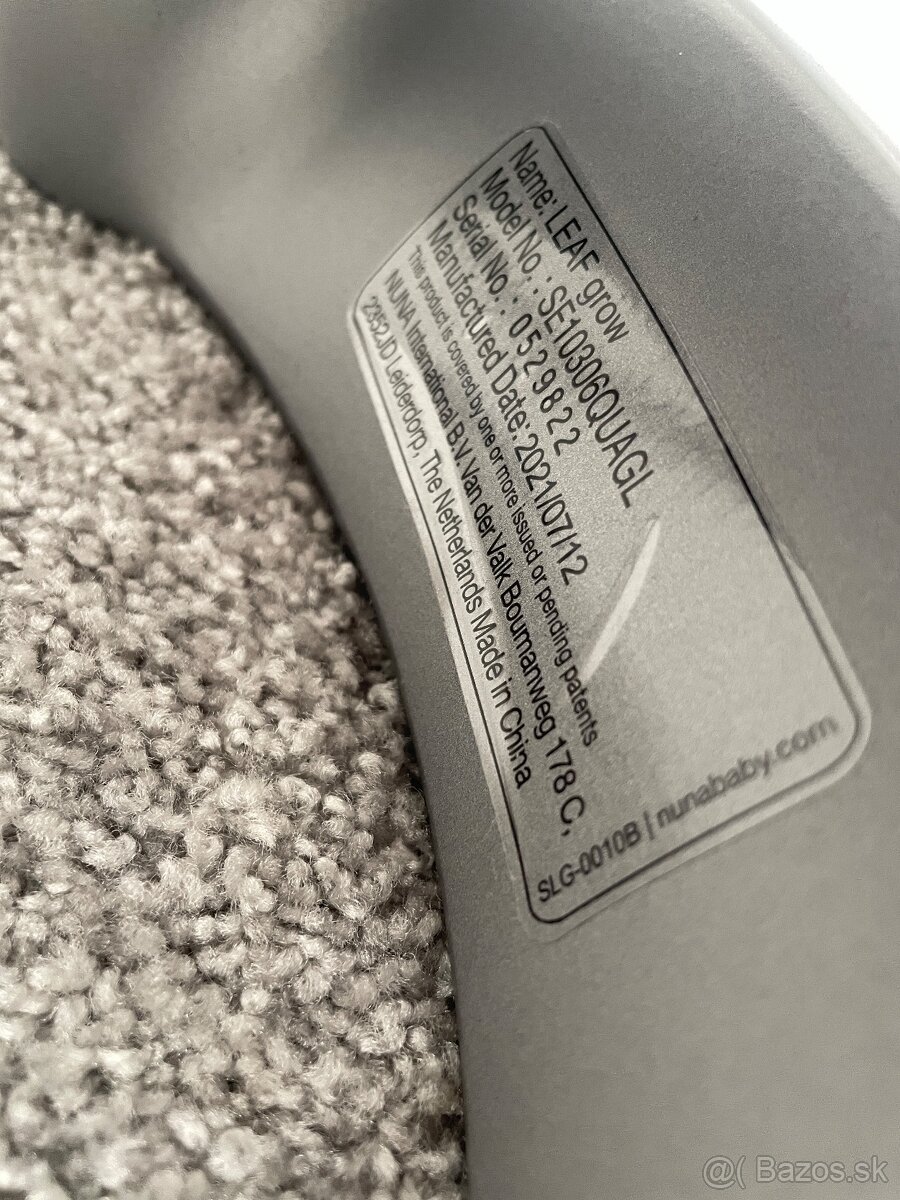 Name: LEAF grow
Model No.: SE10306QUAGL
Serial No.: 0529822
Manufactured Date: 2021/07/12
This product is covered by one or more issued or pending patents
NUNA International B.V. Van der Valk Boumanweg 178 C,
2352JD Leiderdorp, The Netherlands Made in China
SLG-0010B | nunababy.com
@( Bazos.sk